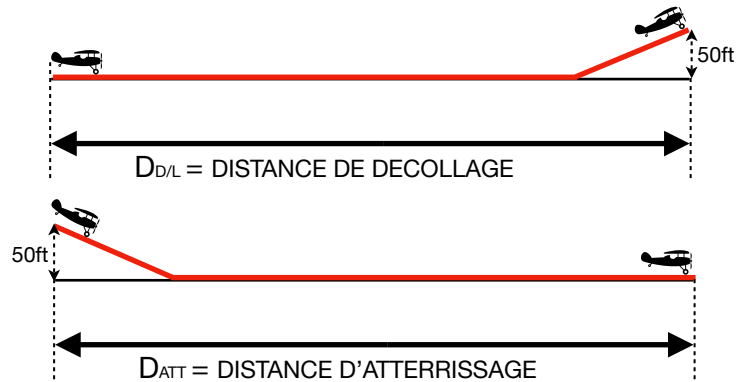 50ft
DD/L = DISTANCE DE DECOLLAGE
50ft
DATT = DISTANCE D'ATTERRISSAGE